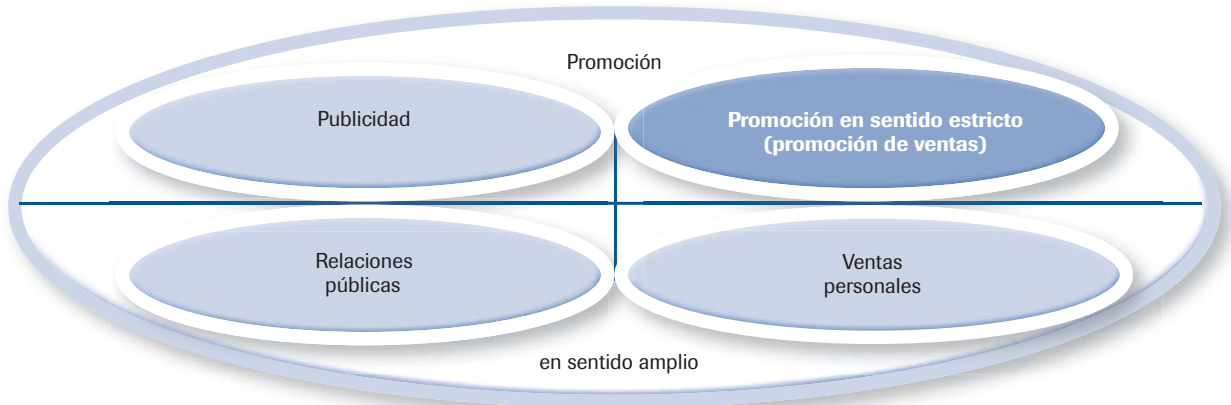 Promoción
Publicidad
Promoción en sentido estricto
(promoción de ventas)
Relaciones
públicas
Ventas
personales
en sentido amplio